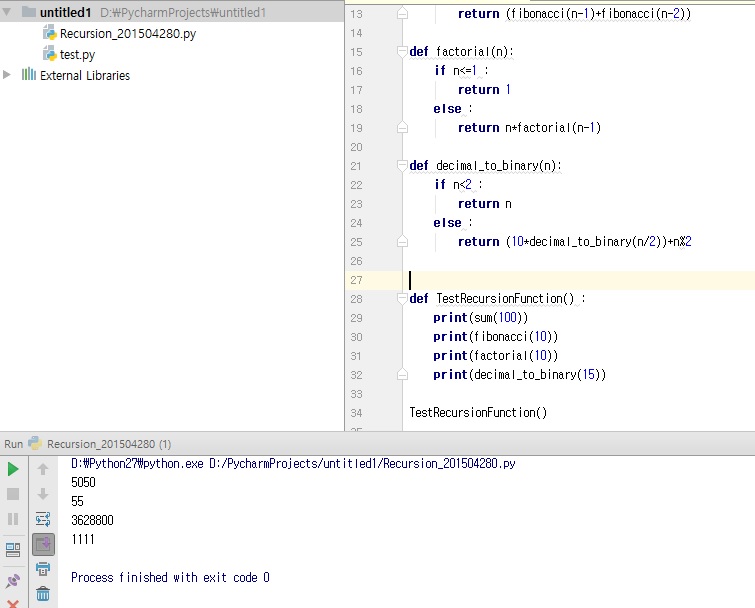 untitled1 D:₩PycharmProjects₩untitled1
Recursion_201504280.py
test.py
External Libraries
13 return (fibonacci(n-1)+fibonacci(n-2))
14
15 def factorial(n):
16 if n<=1 :
17 return 1
18 else :
19 return n*factorial(n-1)
20
21 def decimal_to_binary(n):
22 if n<2 :
23 return n
24 else :
25 return (10*decimal_to_binary(n/2))+n%2
26
27
28 def TestRecursionFunction() :
29 print(sum(100))
30 print(fibonacci(10))
31 print(factorial(10))
32 print(decimal_to_binary(15))
33
34 TestRecursionFunction()
Run Recursion_201504280 (1)
D:₩Python27₩python.exe D:/PycharmProjects/untitled1/Recursion_201504280.py
5050
55
3628800
1111
Process finished with exit code 0